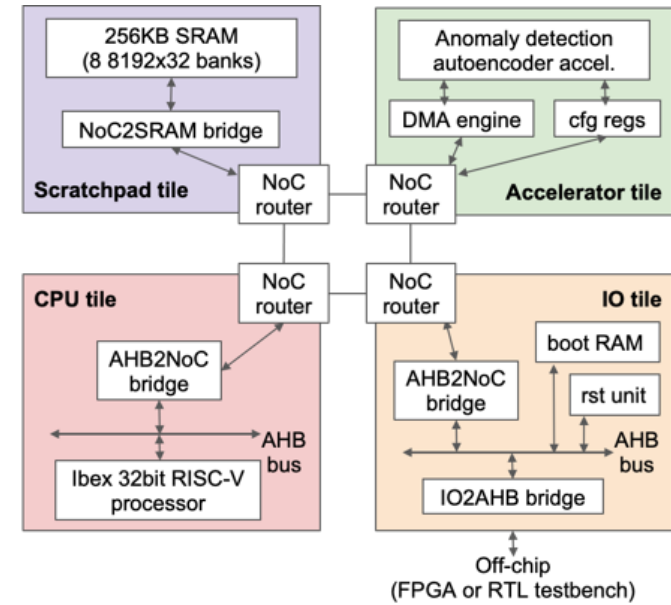 256KB SRAM
(8 8192x32 banks)
NoC2SRAM bridge
Scratchpad tile
NoC
router
Anomaly detection
autoencoder accel.
DMA engine
cfg regs
NoC
router
Accelerator tile
CPU tile
NoC
router
AHB2NoC
bridge
AHB
bus
Ibex 32bit RISC-V
processor
NoC
router
IO tile
boot RAM
AHB2NoC
bridge
rst unit
AHB
bus
IO2AHB bridge
Off-chip
(FPGA or RTL testbench)